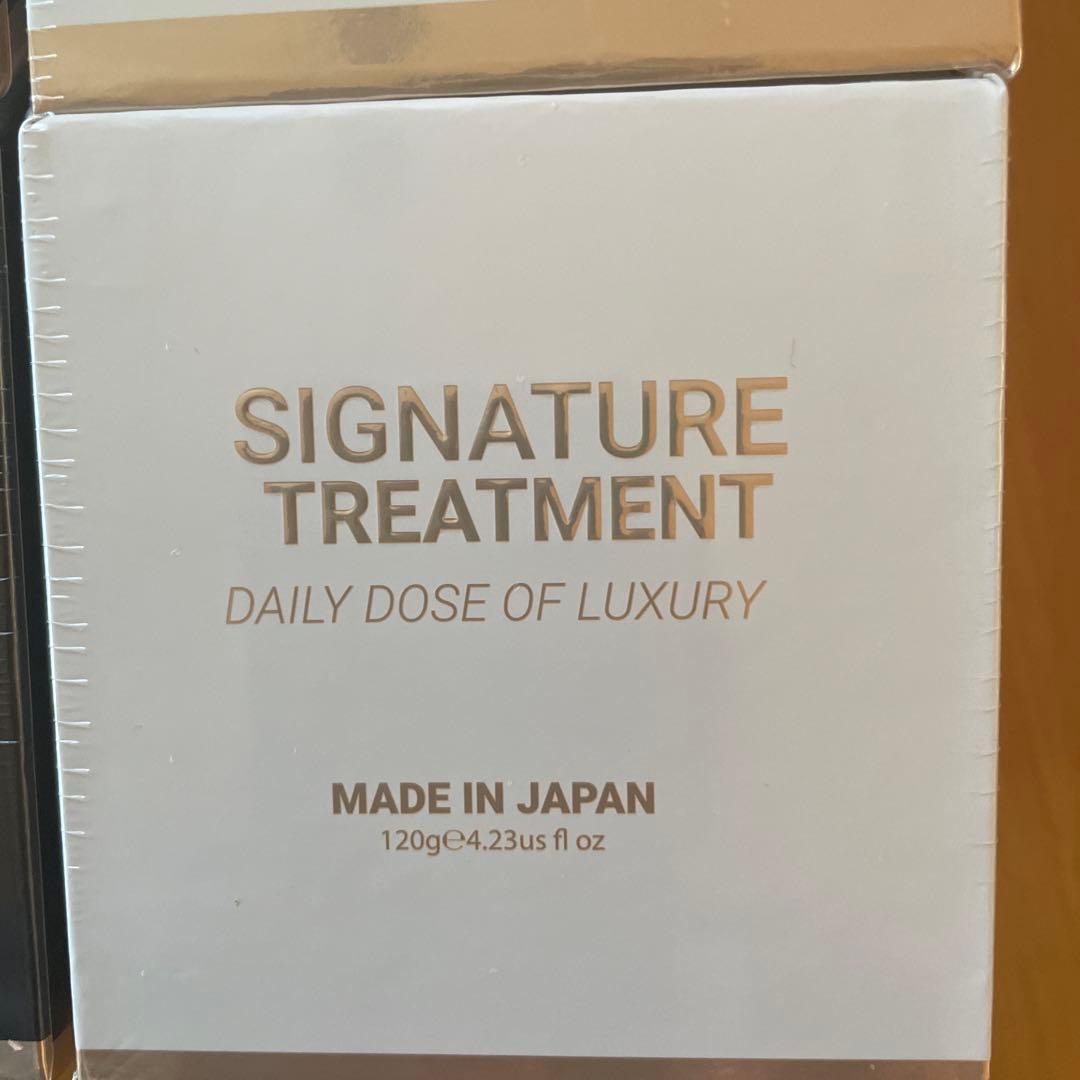 SIGNATURE
TREATMENT
DAILY DOSE OF LUXURY
MADE IN JAPAN
120g℮4.23us fl oz